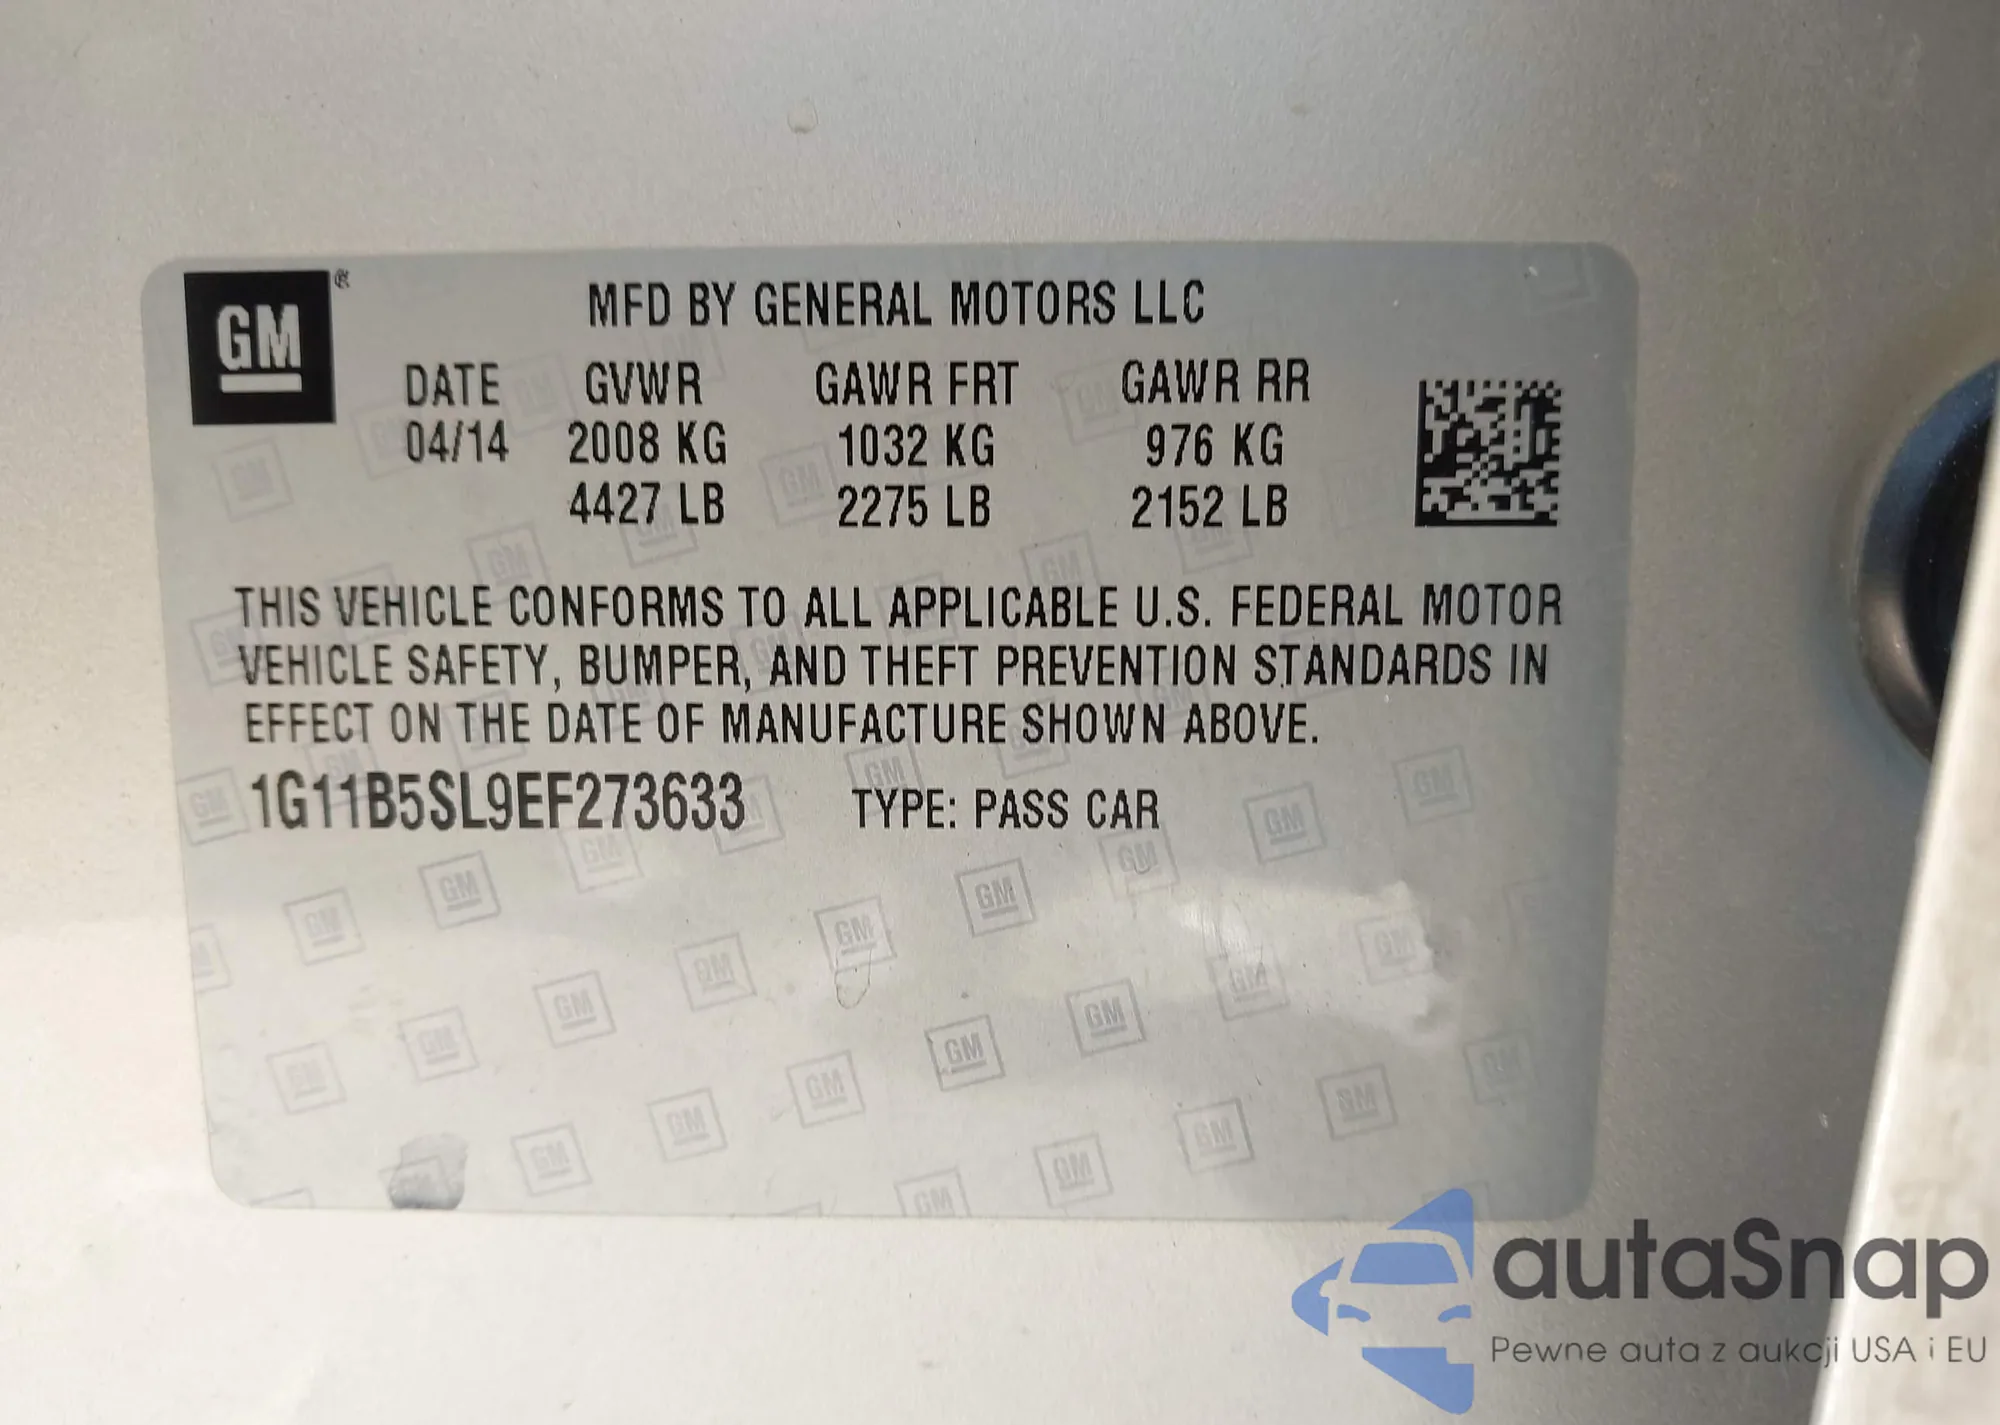 GM
®
MFD BY GENERAL MOTORS LLC
DATE GVWR GAWR FRT GAWR RR
04/14 2008 KG 1032 KG 976 KG
4427 LB 2275 LB 2152 LB
THIS VEHICLE CONFORMS TO ALL APPLICABLE U.S. FEDERAL MOTOR
VEHICLE SAFETY, BUMPER, AND THEFT PREVENTION STANDARDS IN
EFFECT ON THE DATE OF MANUFACTURE SHOWN ABOVE.
1G11B5SL9EF273633 TYPE: PASS CAR
autaSnap
Pewne auta z aukcji USA i EU